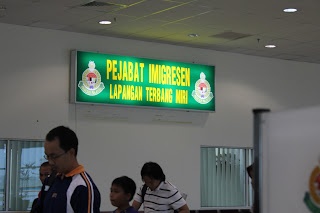 PEJABAT IMIGRESEN
LAPANGAN TERBANG MIRI